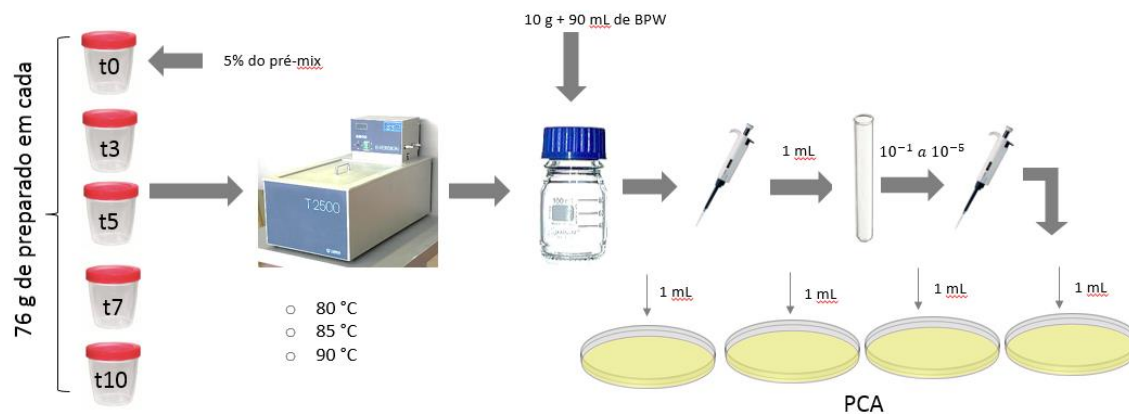 76 g de preparado em cada
t0
t3
t5
t7
t10
5% do pré-mix
T 2500
80 °C
85 °C
90 °C
10 g + 90 mL de BPW
100 ml
1 mL
10⁻¹ a 10⁻⁵
1 mL
1 mL
1 mL
1 mL
PCA